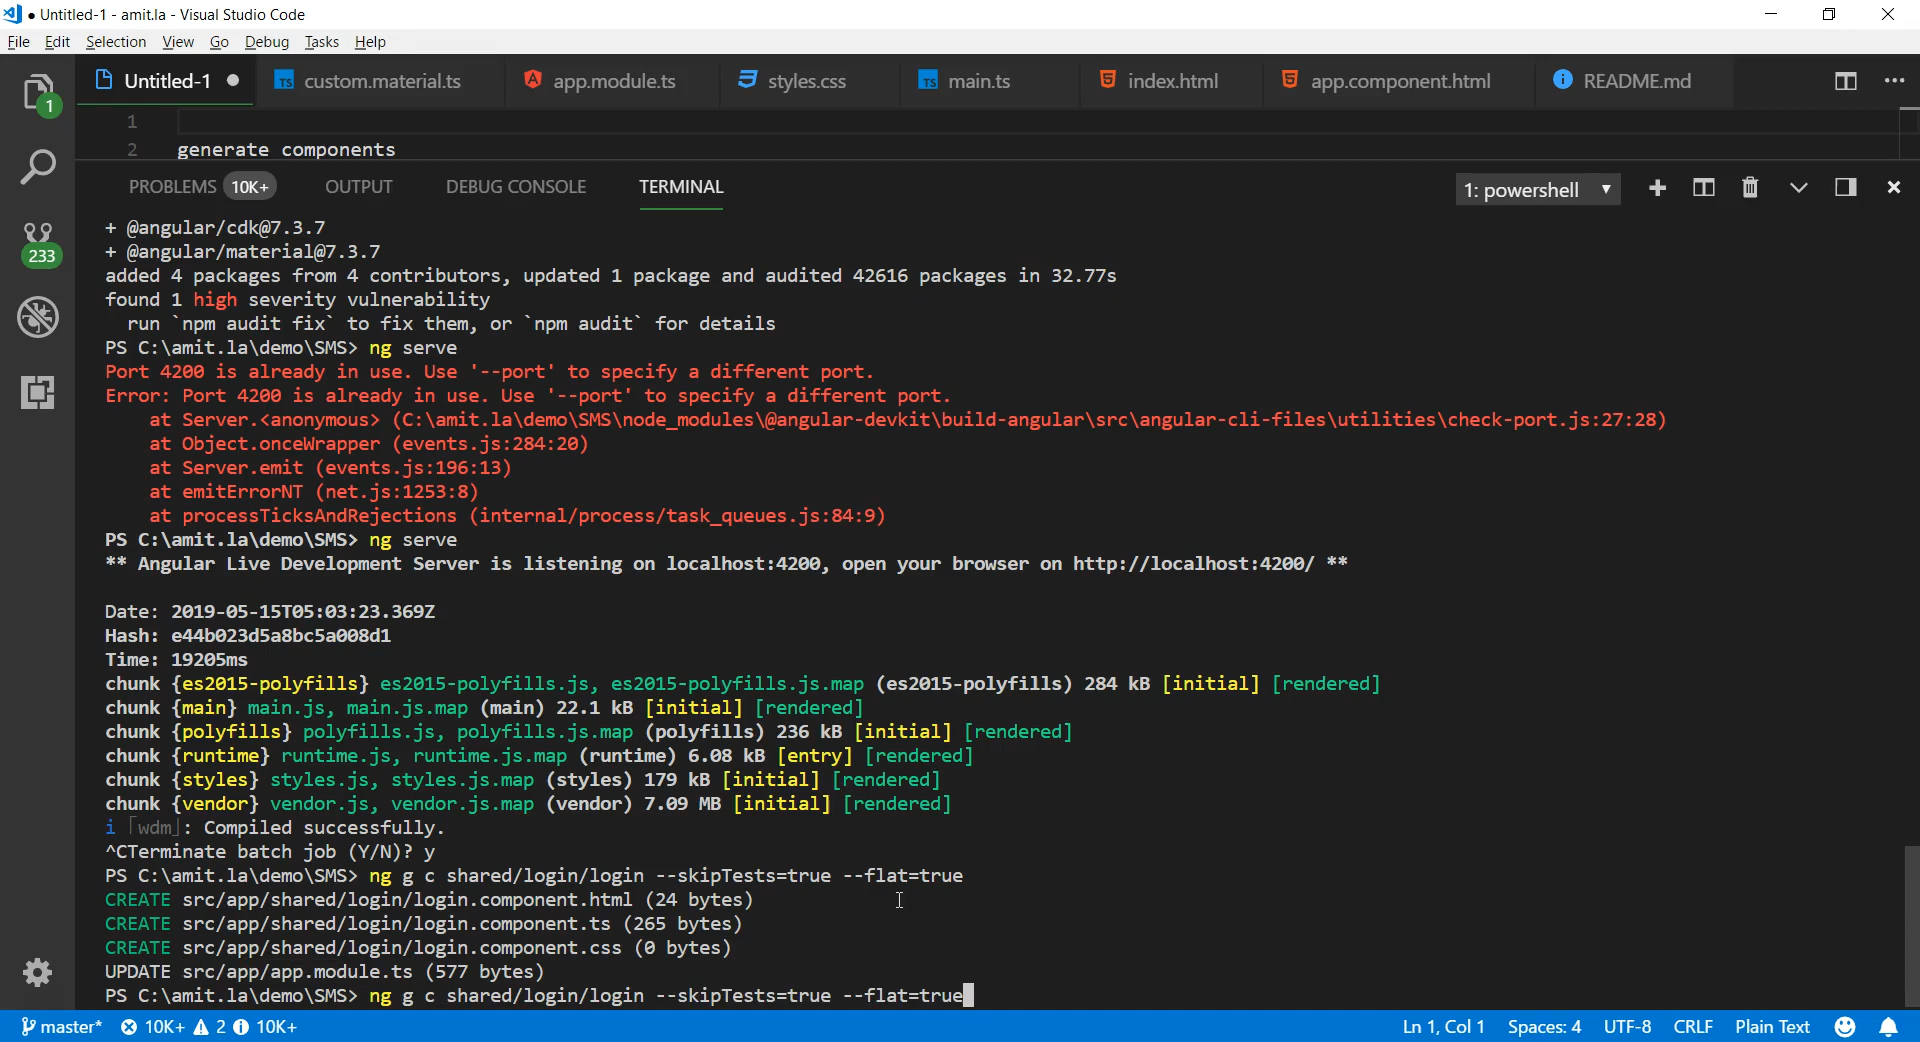 Untitled-1 - amit.la - Visual Studio Code
File Edit Selection View Go Debug Tasks Help
Untitled-1 TS custom.material.ts app.module.ts styles.css TS main.ts index.html app.component.html README.md
1
1
2 generate components
PROBLEMS 10K+ OUTPUT DEBUG CONSOLE TERMINAL 1: powershell
+ @angular/cdk@7.3.7
+ @angular/material@7.3.7
added 4 packages from 4 contributors, updated 1 package and audited 42616 packages in 32.77s
233
found 1 high severity vulnerability
run `npm audit fix` to fix them, or `npm audit` for details
PS C:\amit.la\demo\SMS> ng serve
Port 4200 is already in use. Use '--port' to specify a different port.
Error: Port 4200 is already in use. Use '--port' to specify a different port.
at Server.<anonymous> (C:\amit.la\demo\SMS\node_modules\@angular-devkit\build-angular\src\angular-cli-files\utilities\check-port.js:27:28)
at Object.onceWrapper (events.js:284:20)
at Server.emit (events.js:196:13)
at emitErrorNT (net.js:1253:8)
at processTicksAndRejections (internal/process/task_queues.js:84:9)
PS C:\amit.la\demo\SMS> ng serve
** Angular Live Development Server is listening on localhost:4200, open your browser on http://localhost:4200/ **
Date: 2019-05-15T05:03:23.369Z
Hash: e44b023d5a8bc5a008d1
Time: 19205ms
chunk {es2015-polyfills} es2015-polyfills.js, es2015-polyfills.js.map (es2015-polyfills) 284 kB [initial] [rendered]
chunk {main} main.js, main.js.map (main) 22.1 kB [initial] [rendered]
chunk {polyfills} polyfills.js, polyfills.js.map (polyfills) 236 kB [initial] [rendered]
chunk {runtime} runtime.js, runtime.js.map (runtime) 6.08 kB [entry] [rendered]
chunk {styles} styles.js, styles.js.map (styles) 179 kB [initial] [rendered]
chunk {vendor} vendor.js, vendor.js.map (vendor) 7.09 MB [initial] [rendered]
i ｢wdm｣: Compiled successfully.
^CTerminate batch job (Y/N)? y
PS C:\amit.la\demo\SMS> ng g c shared/login/login --skipTests=true --flat=true
CREATE src/app/shared/login/login.component.html (24 bytes)
CREATE src/app/shared/login/login.component.ts (265 bytes)
CREATE src/app/shared/login/login.component.css (0 bytes)
UPDATE src/app/app.module.ts (577 bytes)
PS C:\amit.la\demo\SMS> ng g c shared/login/login --skipTests=true --flat=true
master* 10K+ 2 10K+ Ln 1, Col 1 Spaces: 4 UTF-8 CRLF Plain Text